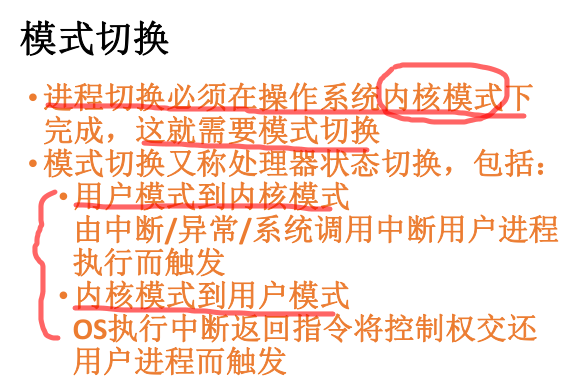 模式切换
•进程切换必须在操作系统内核模式下
完成，这就需要模式切换
•模式切换又称处理器状态切换，包括：
•用户模式到内核模式
由中断/异常/系统调用中断用户进程
执行而触发
•内核模式到用户模式
OS执行中断返回指令将控制权交还
用户进程而触发